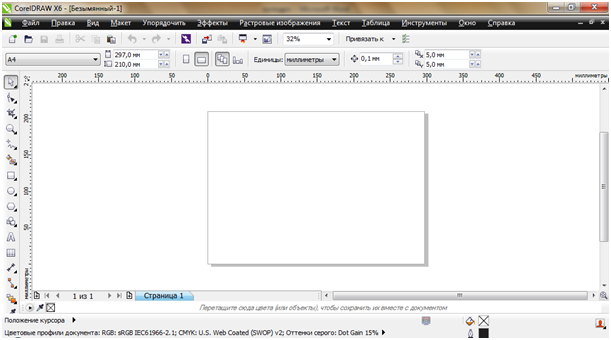 CorelDRAW X6 - [Безымянный-1]
Файл Правка Вид Макет Упорядочить Эффекты Растровые изображения Текст Таблица Инструменты Окно Справка
32% Привязать к
A4 297,0 мм 210,0 мм Единицы: миллиметры 0,1 мм 5,0 мм 5,0 мм
200 150 100 50 0 50 100 150 200 250 300 350 400 450 миллиметры
200
150
100
50
миллиметры
1 из 1 Страница 1
Перетащите сюда цвета (или объекты), чтобы сохранить их вместе с документом
Положение курсора
Цветовые профили документа: RGB: sRGB IEC61966-2.1; CMYK: U.S. Web Coated (SWOP) v2; Оттенки серого: Dot Gain 15%